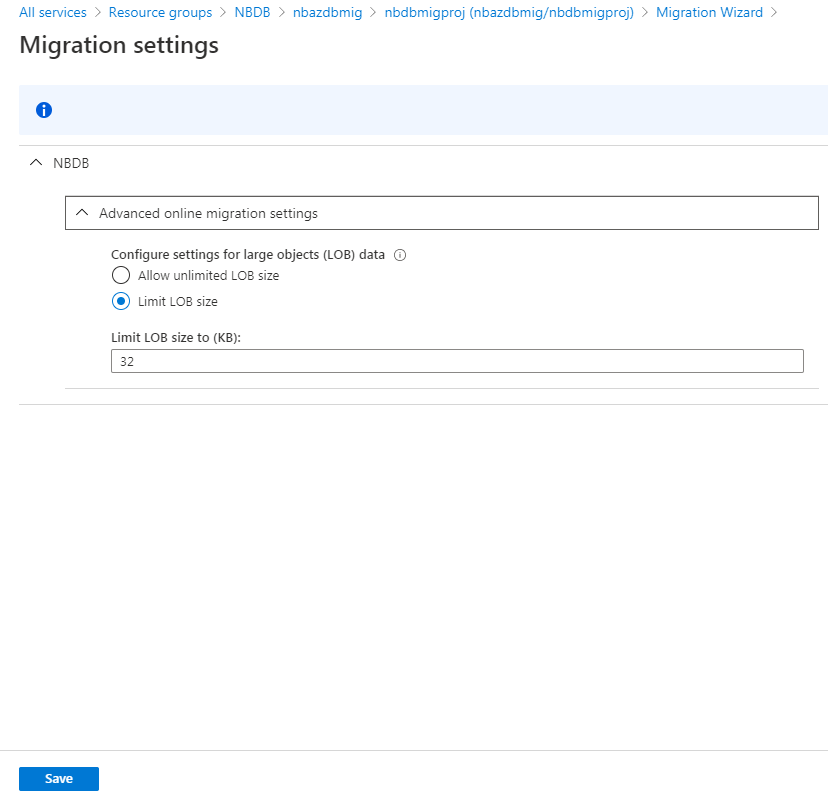 All services > Resource groups > NBDB > nbazdbmig > nbdbmigproj (nbazdbmig/nbdbmigproj) > Migration Wizard >
Migration settings
NBDB
Advanced online migration settings
Configure settings for large objects (LOB) data
Allow unlimited LOB size
Limit LOB size
Limit LOB size to (KB):
32
Save